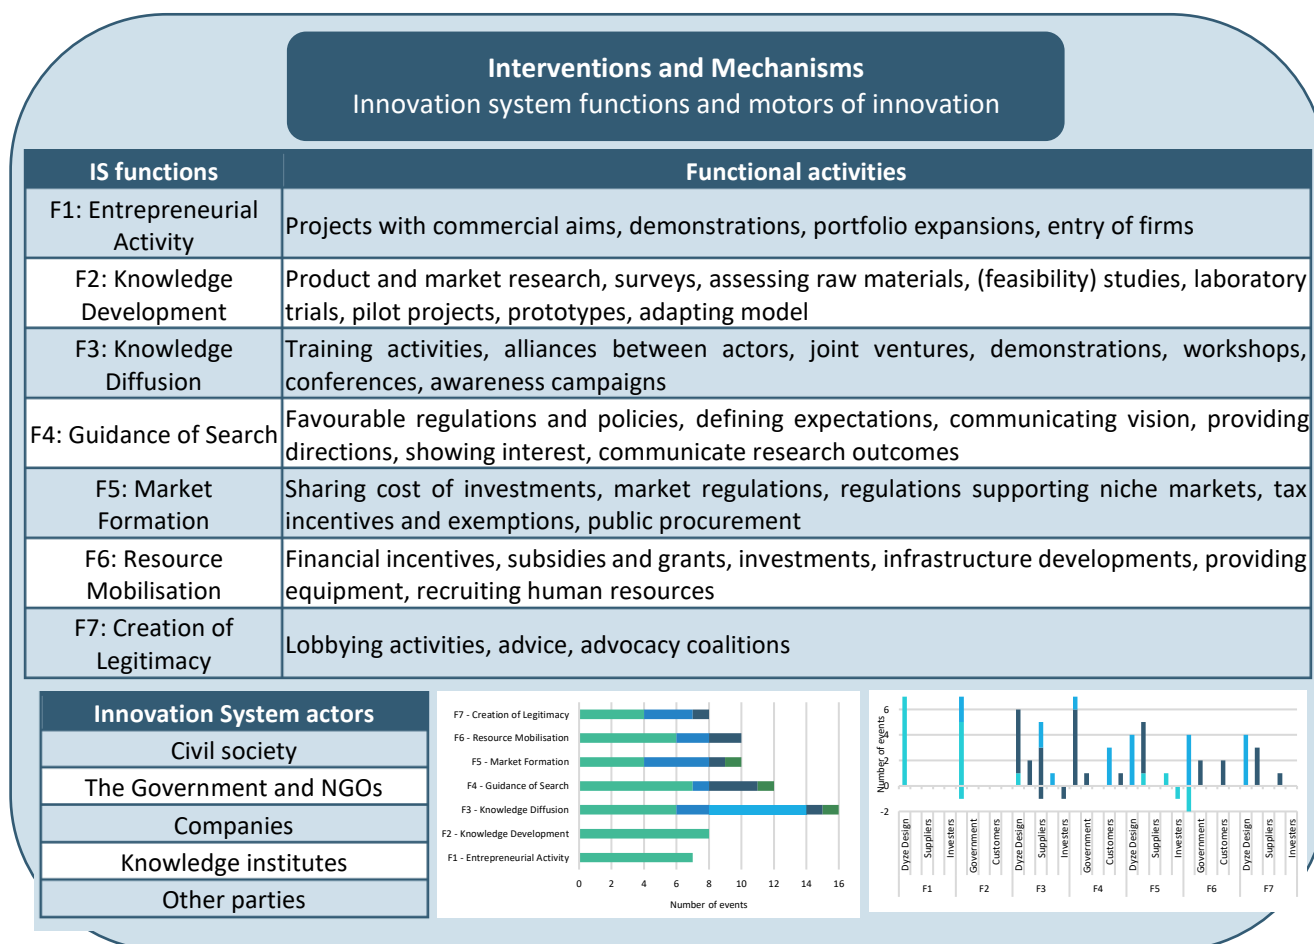 Interventions and Mechanisms
Innovation system functions and motors of innovation
IS functions
Functional activities
F1: Entrepreneurial
Activity
Projects with commercial aims, demonstrations, portfolio expansions, entry of firms
F2: Knowledge
Development
Product and market research, surveys, assessing raw materials, (feasibility) studies, laboratory
trials, pilot projects, prototypes, adapting model
F3: Knowledge
Diffusion
Training activities, alliances between actors, joint ventures, demonstrations, workshops,
conferences, awareness campaigns
F4: Guidance of Search
Favourable regulations and policies, defining expectations, communicating vision, providing
directions, showing interest, communicate research outcomes
F5: Market
Formation
Sharing cost of investments, market regulations, regulations supporting niche markets, tax
incentives and exemptions, public procurement
F6: Resource
Mobilisation
Financial incentives, subsidies and grants, investments, infrastructure developments, providing
equipment, recruiting human resources
F7: Creation of
Legitimacy
Lobbying activities, advice, advocacy coalitions
Innovation System actors
Civil society
The Government and NGOs
Companies
Knowledge institutes
Other parties
F7 - Creation of Legitimacy
F6 - Resource Mobilisation
F5 - Market Formation
F4 - Guidance of Search
F3 - Knowledge Diffusion
F2 - Knowledge Development
F1 - Entrepreneurial Activity
0 2 4 6 8 10 12 14 16
Number of events
Number of events
6
4
2
0
-2
Dyze Design
Suppliers
Investers
Government
Customers
Dyze Design
Suppliers
Investers
Government
Customers
Dyze Design
Suppliers
Investers
Government
Customers
Dyze Design
Suppliers
Investers
F1 F2 F3 F4 F5 F6 F7